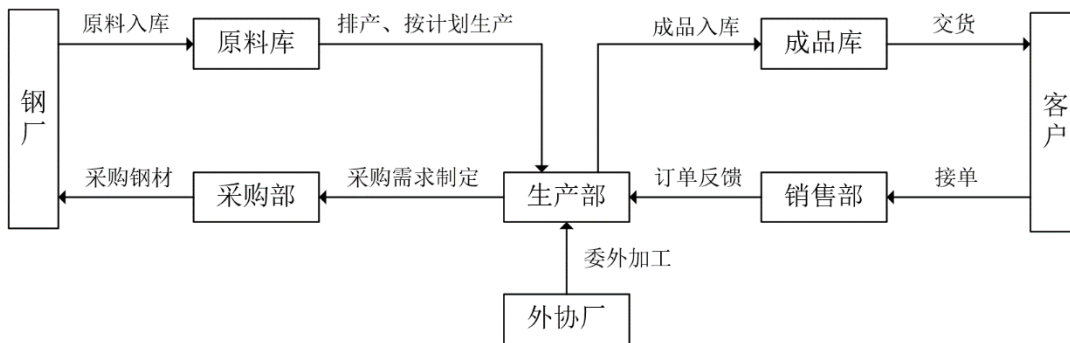 原料入库
原料库
排产、按计划生产
成品入库
成品库
交货
钢厂
客户
采购钢材
采购部
采购需求制定
生产部
订单反馈
销售部
接单
委外加工
外协厂